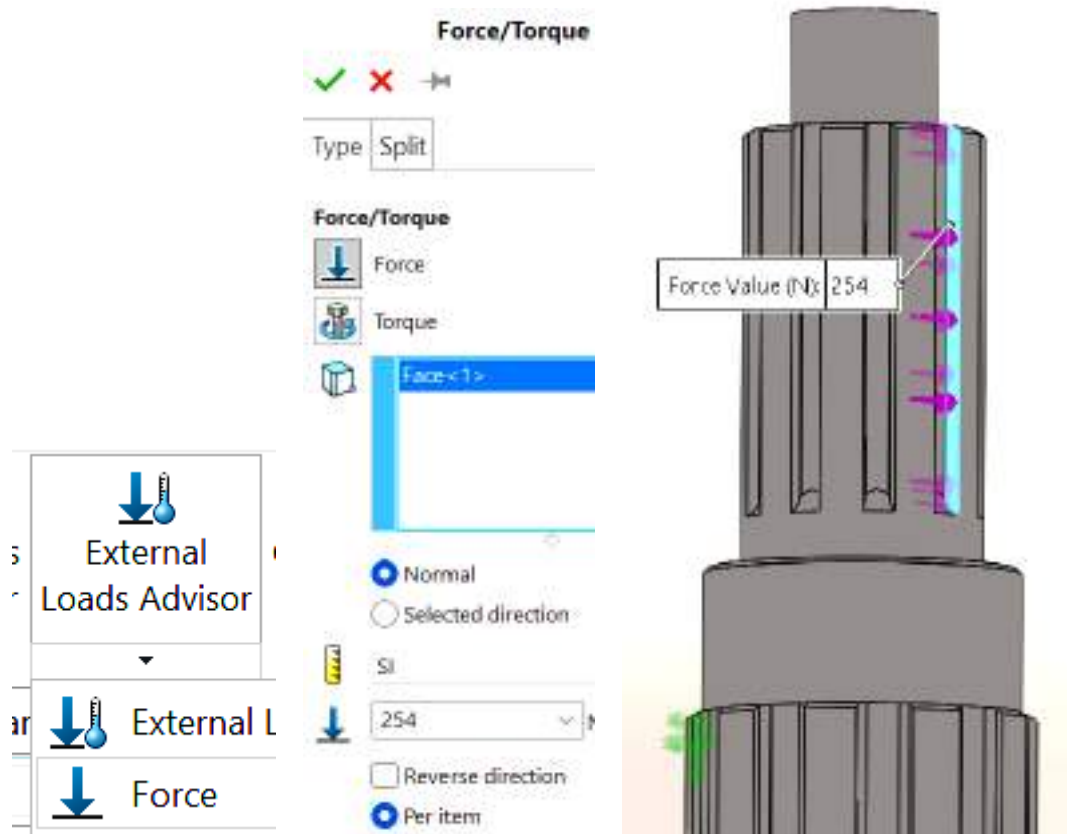 External
Loads Advisor
External L
Force
Force/Torque
Type Split
Force/Torque
Force
Torque
Face<1>
Normal
Selected direction
SI
254
Reverse direction
Per item
Force Value (N): 254